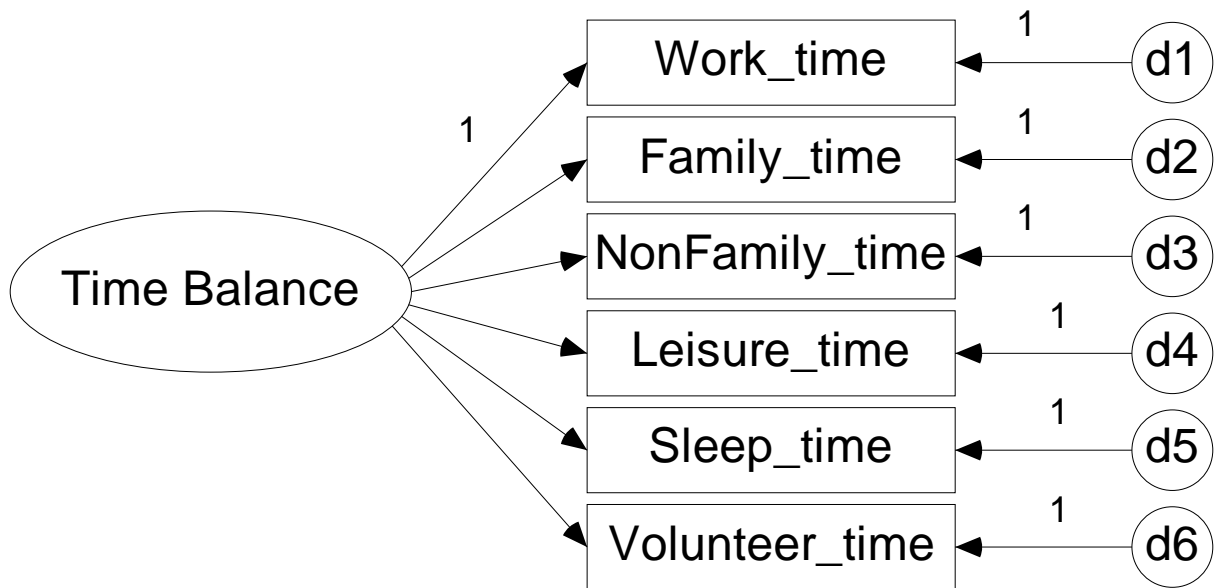 Work_time
1
d1
1
Family_time
1
d2
NonFamily_time
1
d3
Time Balance
Leisure_time
1
d4
Sleep_time
1
d5
Volunteer_time
1
d6